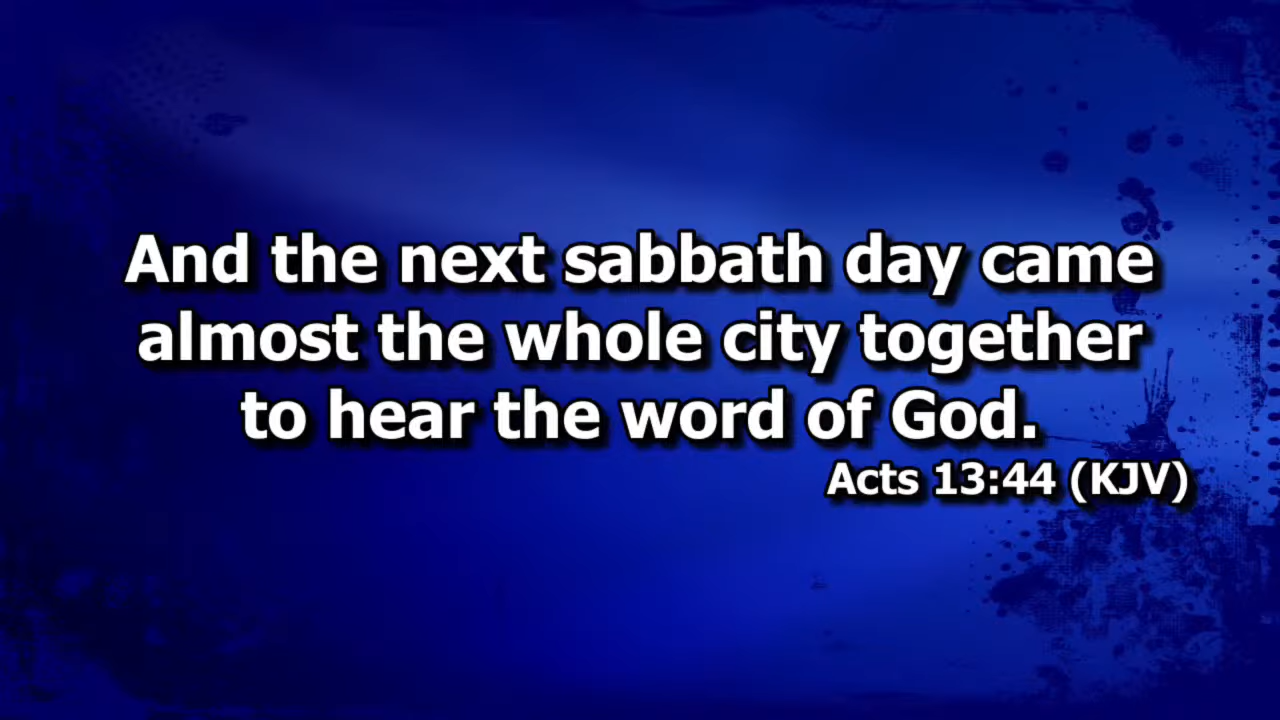 And the next sabbath day came
almost the whole city together
to hear the word of God.
Acts 13:44 (KJV)